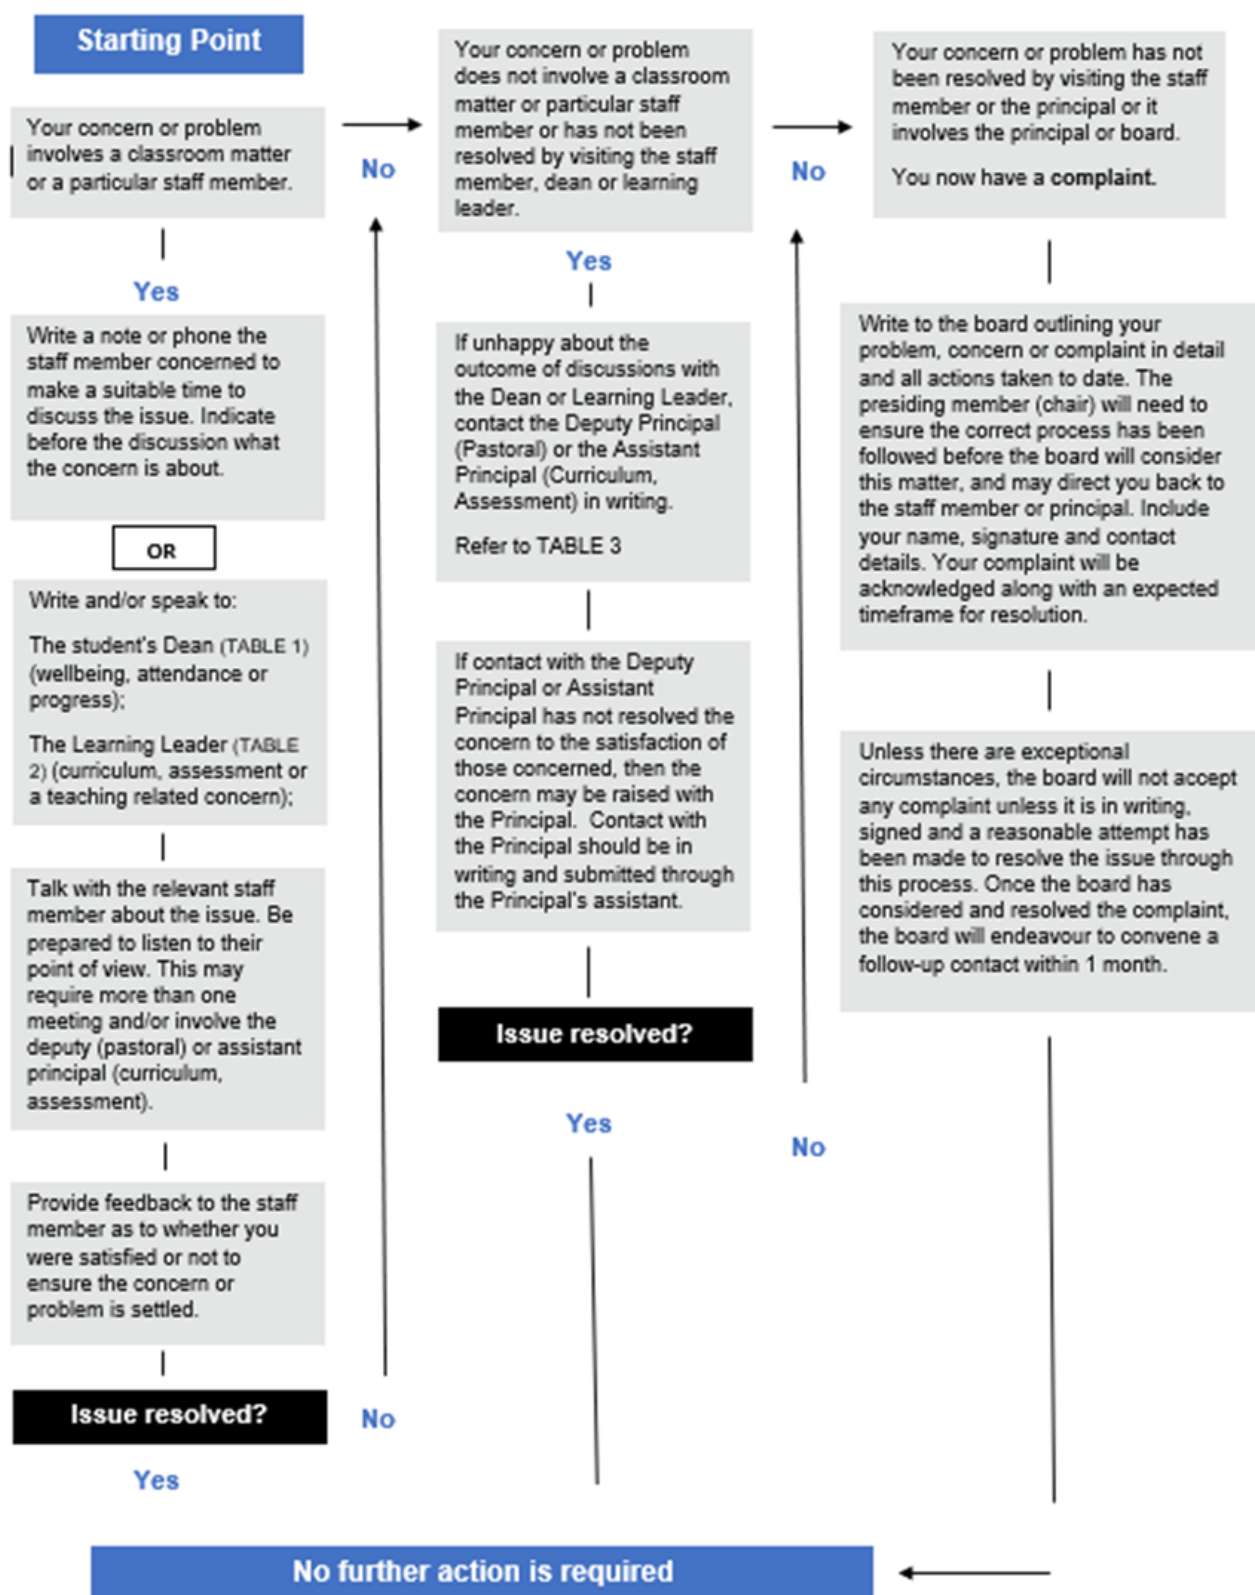 Starting Point
Your concern or problem
involves a classroom matter
or a particular staff member.
Yes
Write a note or phone the
staff member concerned to
make a suitable time to
discuss the issue. Indicate
before the discussion what
the concern is about.
OR
Write and/or speak to:
The student's Dean (TABLE 1)
(wellbeing, attendance or
progress);
The Learning Leader (TABLE
2) (curriculum, assessment or
a teaching related concern);
Talk with the relevant staff
member about the issue. Be
prepared to listen to their
point of view. This may
require more than one
meeting and/or involve the
deputy (pastoral) or assistant
principal (curriculum,
assessment).
Provide feedback to the staff
member as to whether you
were satisfied or not to
ensure the concern or
problem is settled.
Issue resolved?
Yes
No
No
Your concern or problem
does not involve a classroom
matter or particular staff
member or has not been
resolved by visiting the staff
member, dean or learning
leader.
Yes
If unhappy about the
outcome of discussions with
the Dean or Learning Leader,
contact the Deputy Principal
(Pastoral) or the Assistant
Principal (Curriculum,
Assessment) in writing.
Refer to TABLE 3
If contact with the Deputy
Principal or Assistant
Principal has not resolved the
concern to the satisfaction of
those concerned, then the
concern may be raised with
the Principal.  Contact with
the Principal should be in
writing and submitted through
the Principal's assistant.
Issue resolved?
Yes
No
No
Your concern or problem has not
been resolved by visiting the staff
member or the principal or it
involves the principal or board.
You now have a complaint.
Write to the board outlining your
problem, concern or complaint in detail
and all actions taken to date. The
presiding member (chair) will need to
ensure the correct process has been
followed before the board will consider
this matter, and may direct you back to
the staff member or principal. Include
your name, signature and contact
details. Your complaint will be
acknowledged along with an expected
timeframe for resolution.
Unless there are exceptional
circumstances, the board will not accept
any complaint unless it is in writing,
signed and a reasonable attempt has
been made to resolve the issue through
this process. Once the board has
considered and resolved the complaint,
the board will endeavour to convene a
follow-up contact within 1 month.
No further action is required